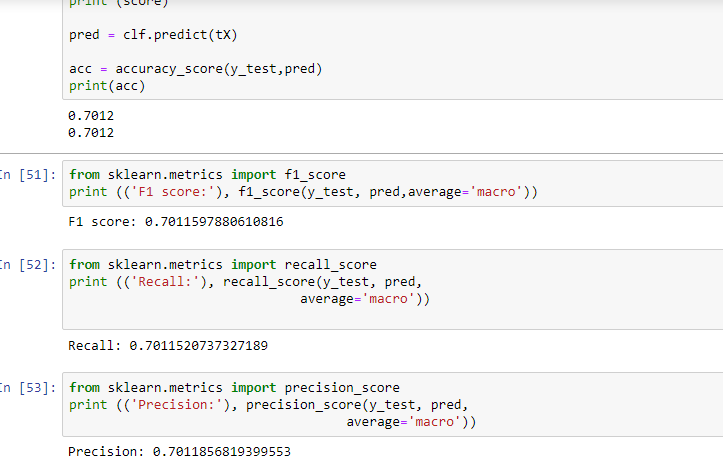 print (score)
pred = clf.predict(tX)
acc = accuracy_score(y_test,pred)
print(acc)
0.7012
0.7012
In [51]: from sklearn.metrics import f1_score
print (('F1 score:'), f1_score(y_test, pred,average='macro'))
F1 score: 0.7011597880610816
In [52]: from sklearn.metrics import recall_score
print (('Recall:'), recall_score(y_test, pred,
average='macro'))
Recall: 0.7011520737327189
In [53]: from sklearn.metrics import precision_score
print (('Precision:'), precision_score(y_test, pred,
average='macro'))
Precision: 0.7011856819399553